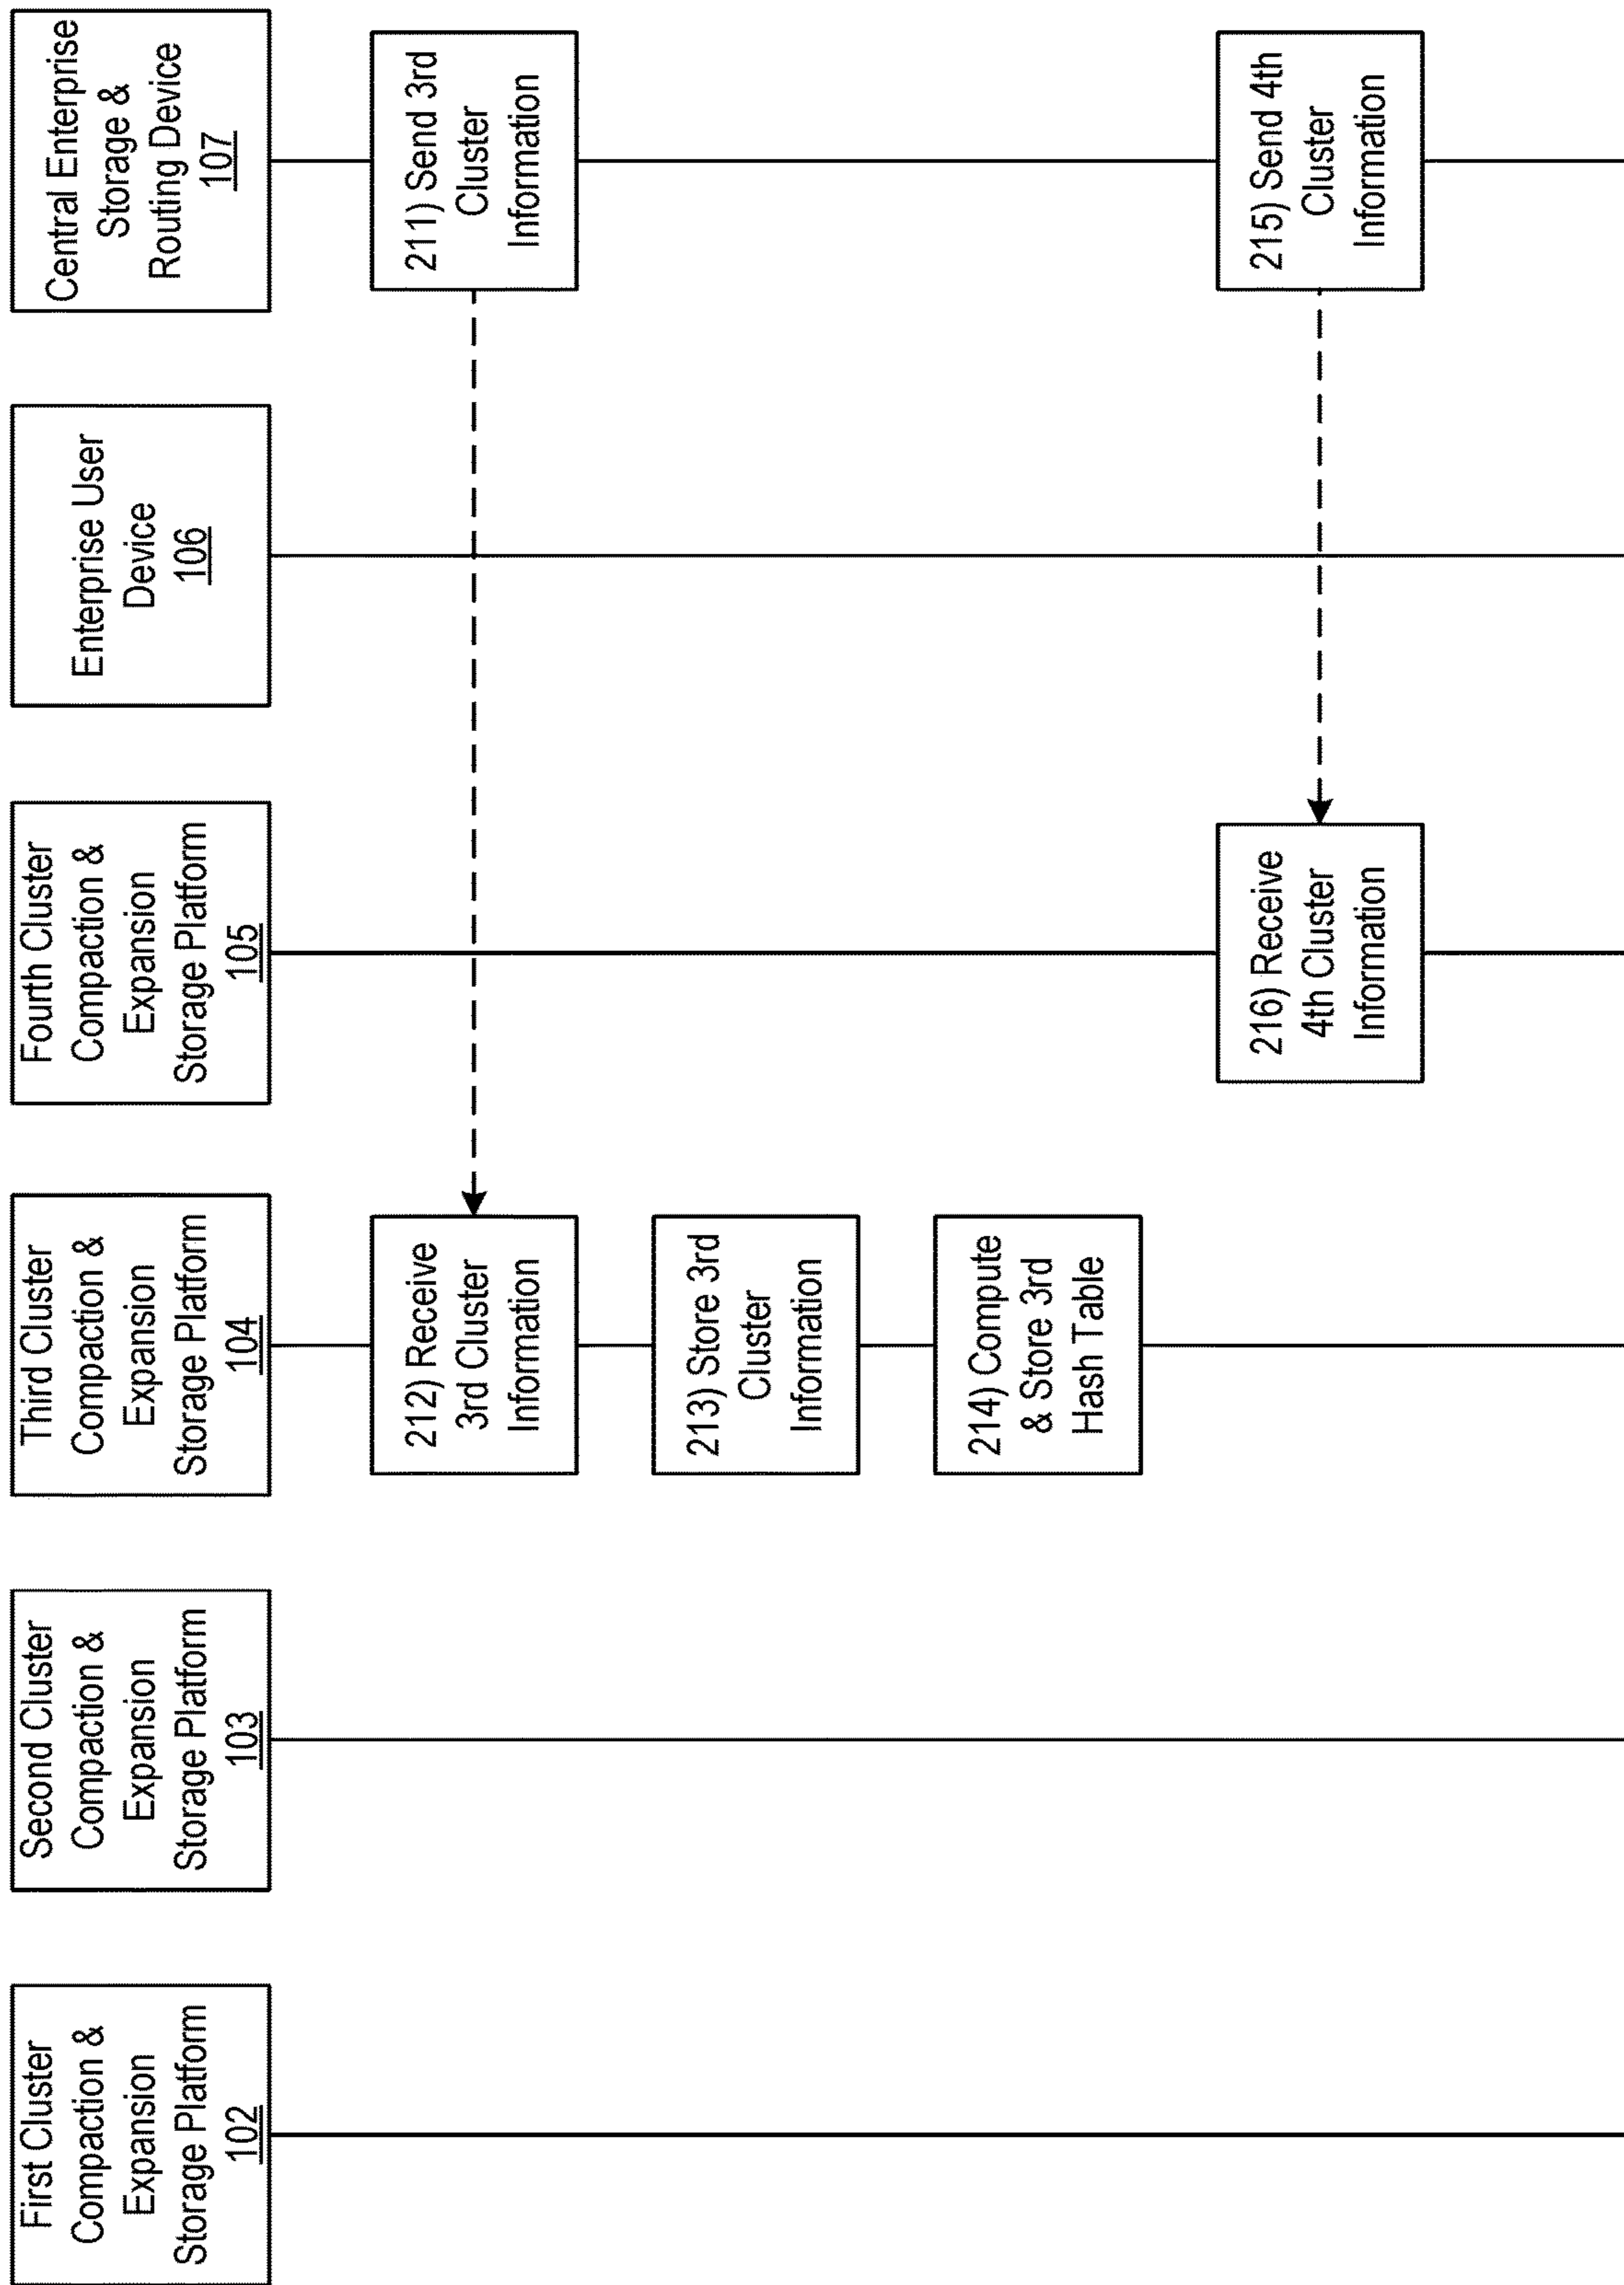 First Cluster
Compaction &
Expansion
Storage Platform
102
Second Cluster
Compaction &
Expansion
Storage Platform
103
Third Cluster
Compaction &
Expansion
Storage Platform
104
Fourth Cluster
Compaction &
Expansion
Storage Platform
105
Enterprise User
Device
106
Central Enterprise
Storage &
Routing Device
107
211) Send 3rd
Cluster
Information
212) Receive
3rd Cluster
Information
213) Store 3rd
Cluster
Information
214) Compute
& Store 3rd
Hash Table
215) Send 4th
Cluster
Information
216) Receive
4th Cluster
Information